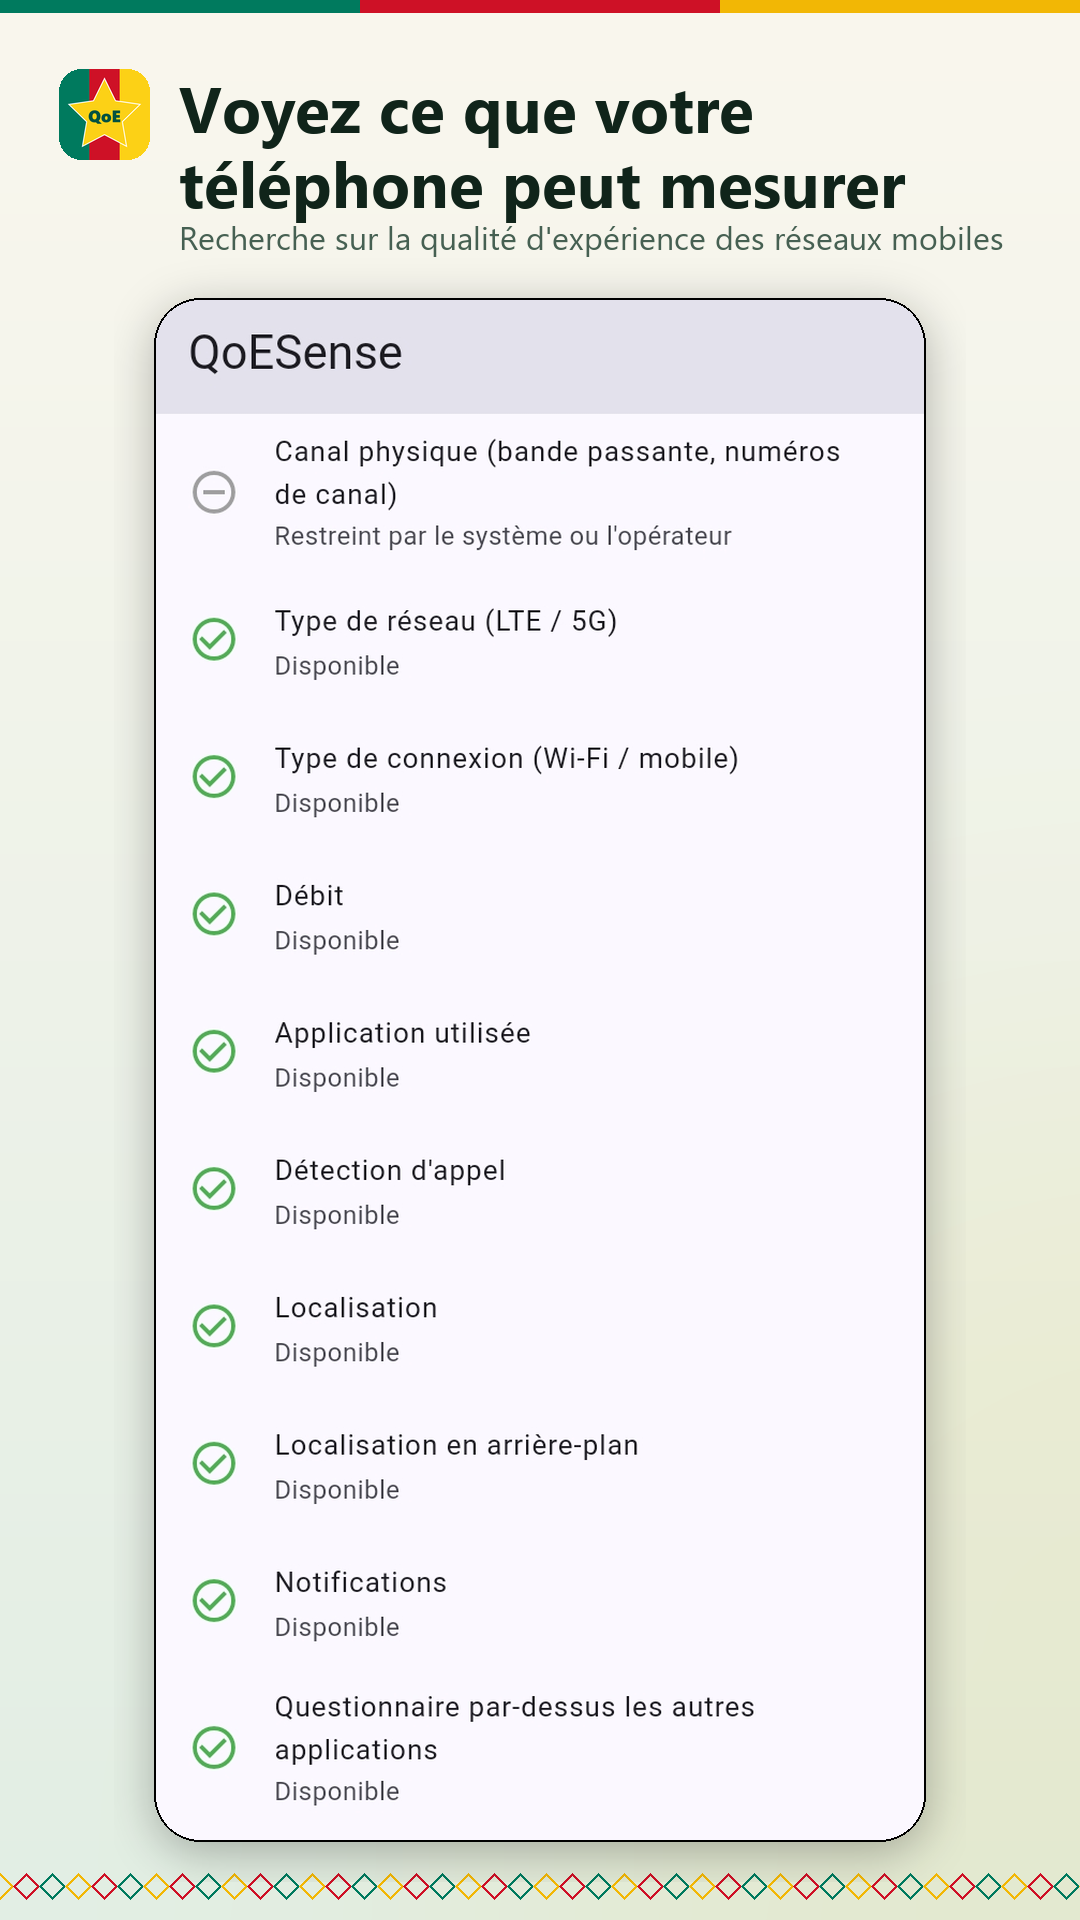 QoE
Voyez ce que votre
téléphone peut mesurer
Recherche sur la qualité d'expérience des réseaux mobiles
QoESense
Canal physique (bande passante, numéros
de canal)
Restreint par le système ou l'opérateur
Type de réseau (LTE / 5G)
Disponible
Type de connexion (Wi-Fi / mobile)
Disponible
Débit
Disponible
Application utilisée
Disponible
Détection d'appel
Disponible
Localisation
Disponible
Localisation en arrière-plan
Disponible
Notifications
Disponible
Questionnaire par-dessus les autres
applications
Disponible